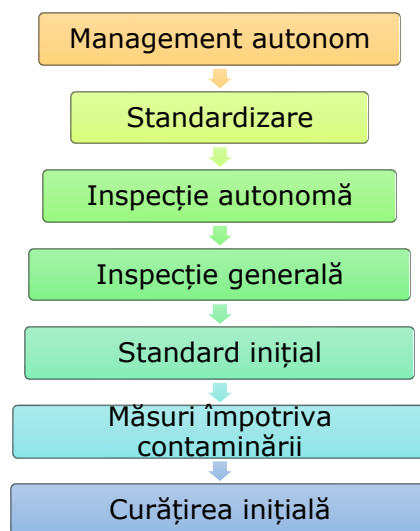 Management autonom
Standardizare
Inspecție autonomă
Inspecție generală
Standard inițial
Măsuri împotriva
contaminării
Curățirea inițială